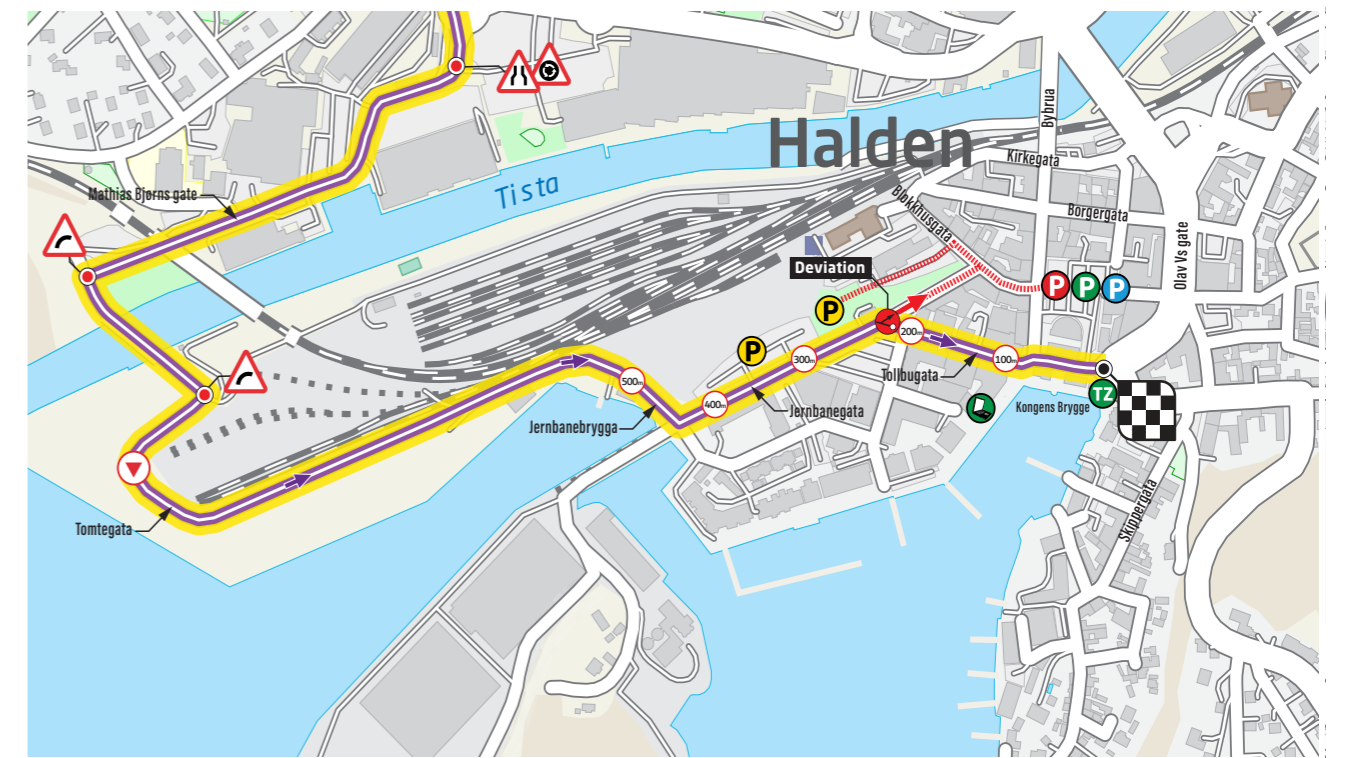 Halden
Bybrua
Kirkegata
Blokkhusgata
Borgergata
Olav Vs gate
Tista
Mathias Bjørns gate
Deviation
P
P
P
P
P
200m
100m
300m
400m
500m
Tollbugata
Jernbanegata
Jernbanebrygga
Kongens Brygge
TZ
Tomtegata
Skippergata